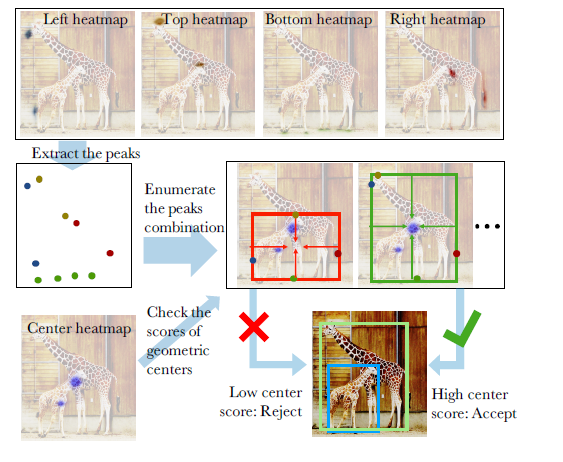 Left heatmap
Top heatmap
Bottom heatmap
Right heatmap
Extract the peaks
Enumerate
the peaks
combination
Center heatmap
Check the
scores of
geometric
centers
Low center
score: Reject
High center
score: Accept